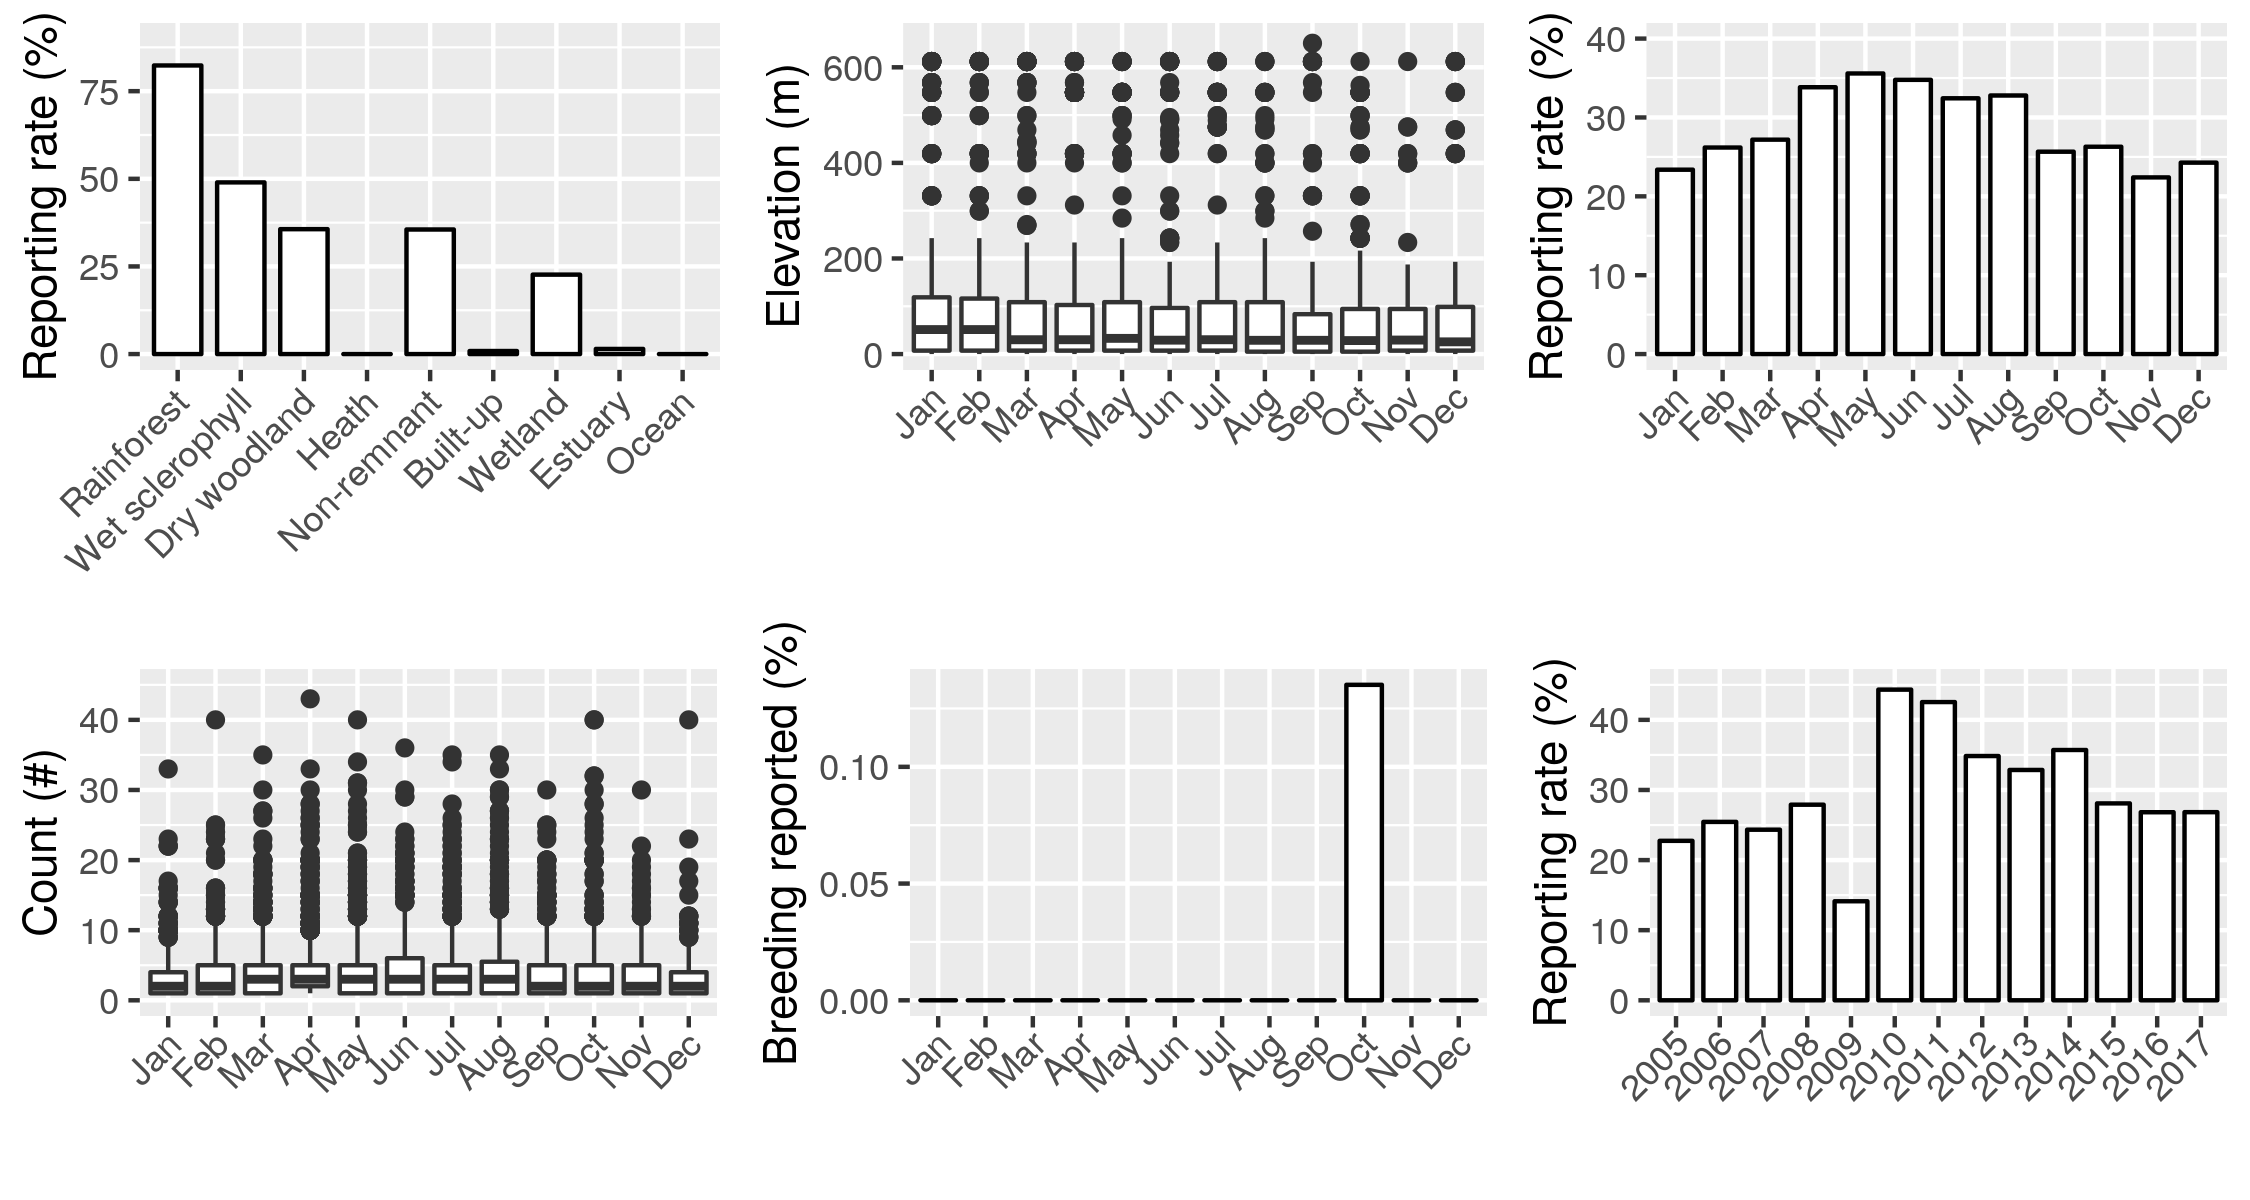 Reporting rate (%)
75
50
25
0
Rainforest
Wet sclerophyll
Dry woodland
Heath
Non-remnant
Built-up
Wetland
Estuary
Ocean
Elevation (m)
600
400
200
0
Jan
Feb
Mar
Apr
May
Jun
Jul
Aug
Sep
Oct
Nov
Dec
Reporting rate (%)
40
30
20
10
0
Jan
Feb
Mar
Apr
May
Jun
Jul
Aug
Sep
Oct
Nov
Dec
Count (#)
40
30
20
10
0
Jan
Feb
Mar
Apr
May
Jun
Jul
Aug
Sep
Oct
Nov
Dec
Breeding reported (%)
0.10
0.05
0.00
Jan
Feb
Mar
Apr
May
Jun
Jul
Aug
Sep
Oct
Nov
Dec
Reporting rate (%)
40
30
20
10
0
2005
2006
2007
2008
2009
2010
2011
2012
2013
2014
2015
2016
2017